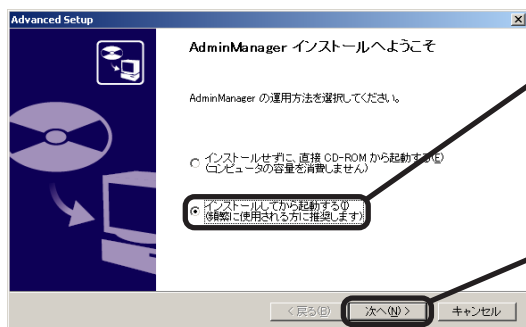 Advanced Setup
AdminManager インストールへようこそ
AdminManager の運用方法を選択してください。
インストールせずに、直接 CD-ROM から起動する(E)
(コンピュータの容量を消費しません)
インストールしてから起動する(I)
(頻繁に使用される方に推奨します)
< 戻る(B)
次へ(N) >
キャンセル